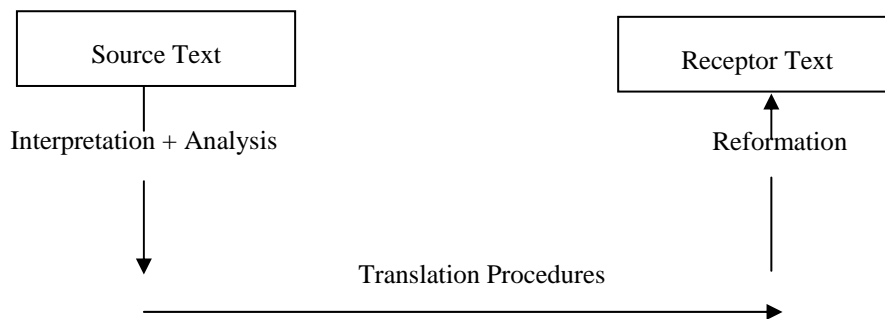 Source Text
Receptor Text
Interpretation + Analysis
Reformation
Translation Procedures